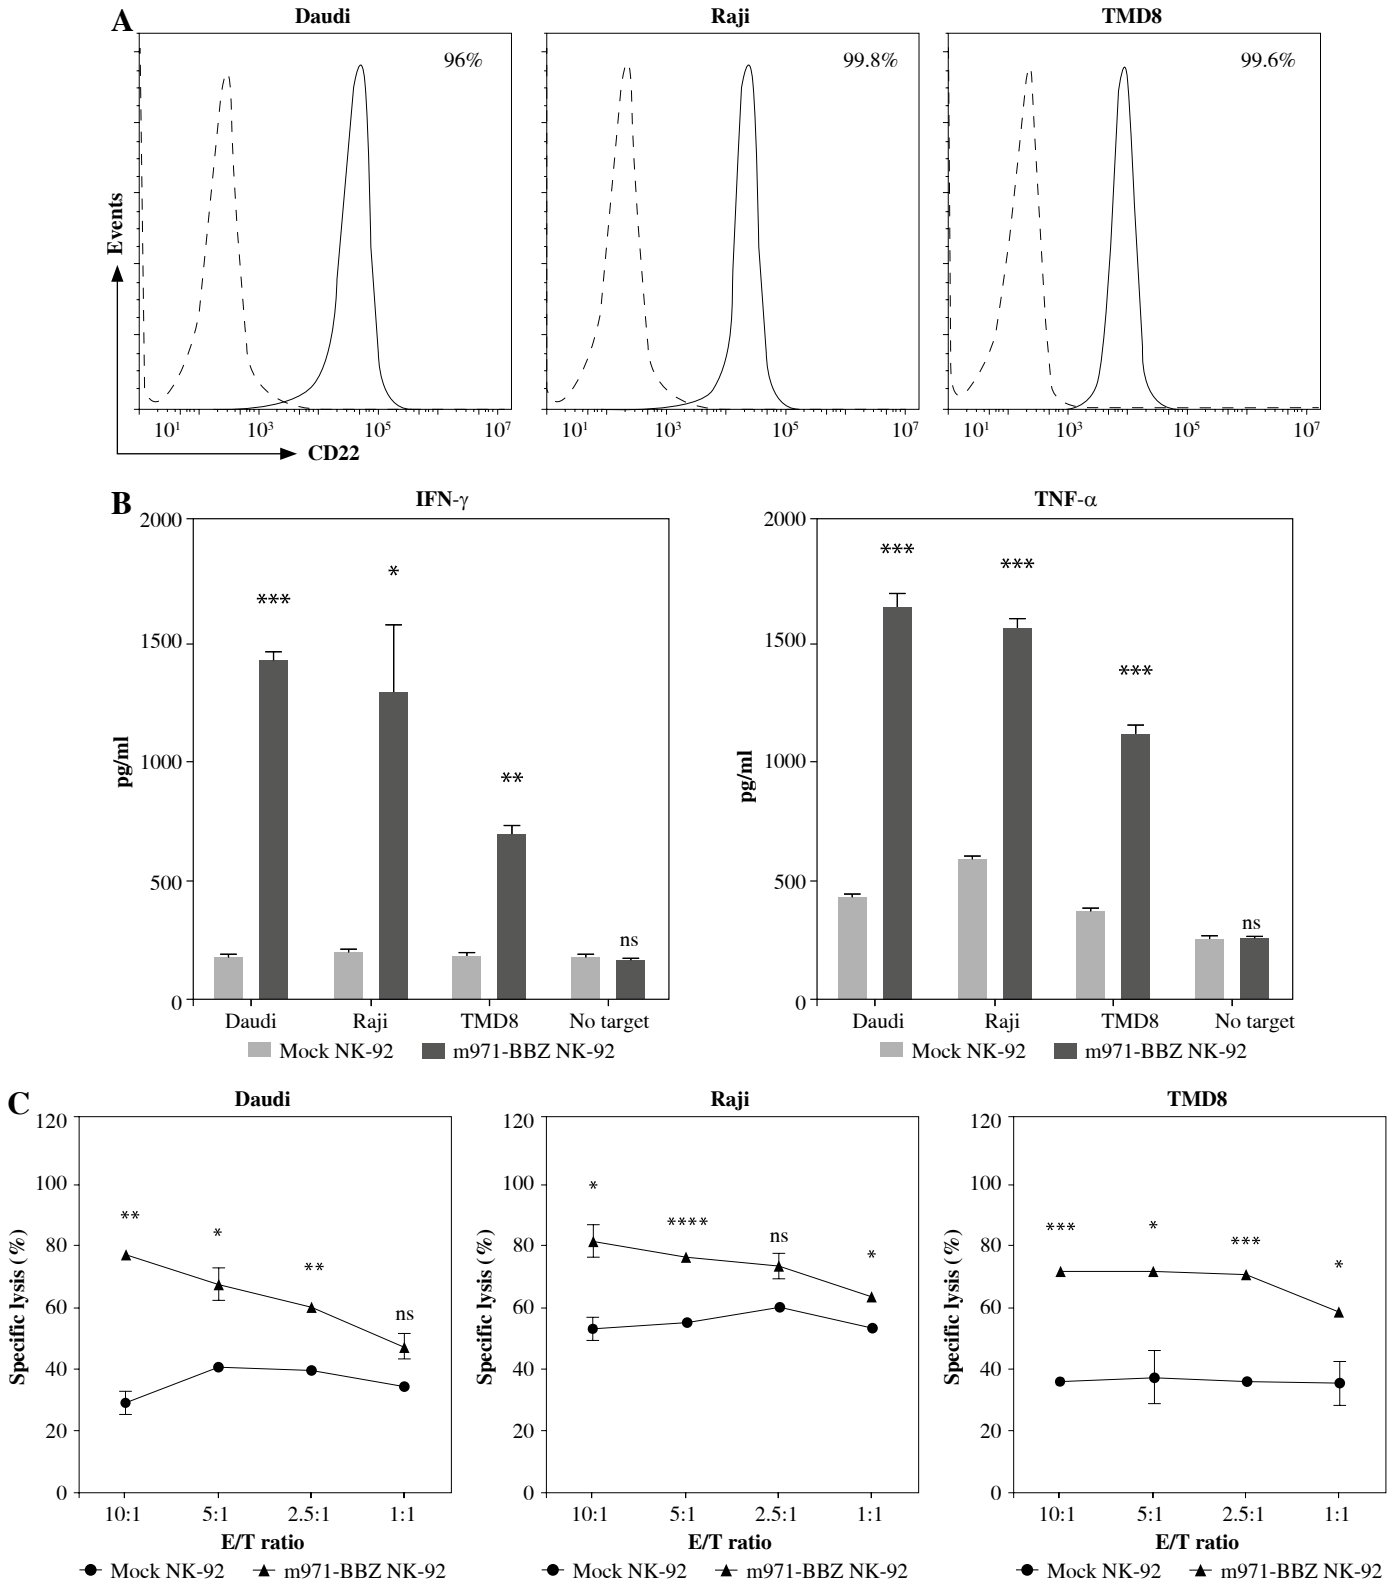 A
Daudi
Raji
TMD8
96%
99.8%
99.6%
Events
10¹ 10³ 10⁵ 10⁷
10¹ 10³ 10⁵ 10⁷
10¹ 10³ 10⁵ 10⁷
CD22
B
IFN-γ
2000
1500
1000
500
0
pg/ml
***
*
**
ns
Daudi Raji TMD8 No target
Mock NK-92 m971-BBZ NK-92
TNF-α
2000
1500
1000
500
0
pg/ml
***
***
***
ns
Daudi Raji TMD8 No target
Mock NK-92 m971-BBZ NK-92
C
Daudi
120
100
80
60
40
20
0
Specific lysis (%)
**
*
**
ns
10:1 5:1 2.5:1 1:1
E/T ratio
Mock NK-92 m971-BBZ NK-92
Raji
120
100
80
60
40
20
0
Specific lysis (%)
*
****
ns
*
10:1 5:1 2.5:1 1:1
E/T ratio
Mock NK-92 m971-BBZ NK-92
TMD8
120
100
80
60
40
20
0
Specific lysis (%)
***
*
***
*
10:1 5:1 2.5:1 1:1
E/T ratio
Mock NK-92 m971-BBZ NK-92